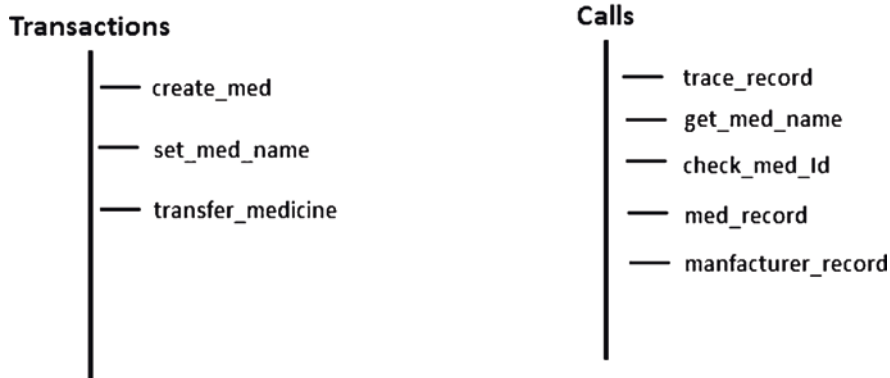 Transactions
create_med
set_med_name
transfer_medicine
Calls
trace_record
get_med_name
check_med_Id
med_record
manfacturer_record